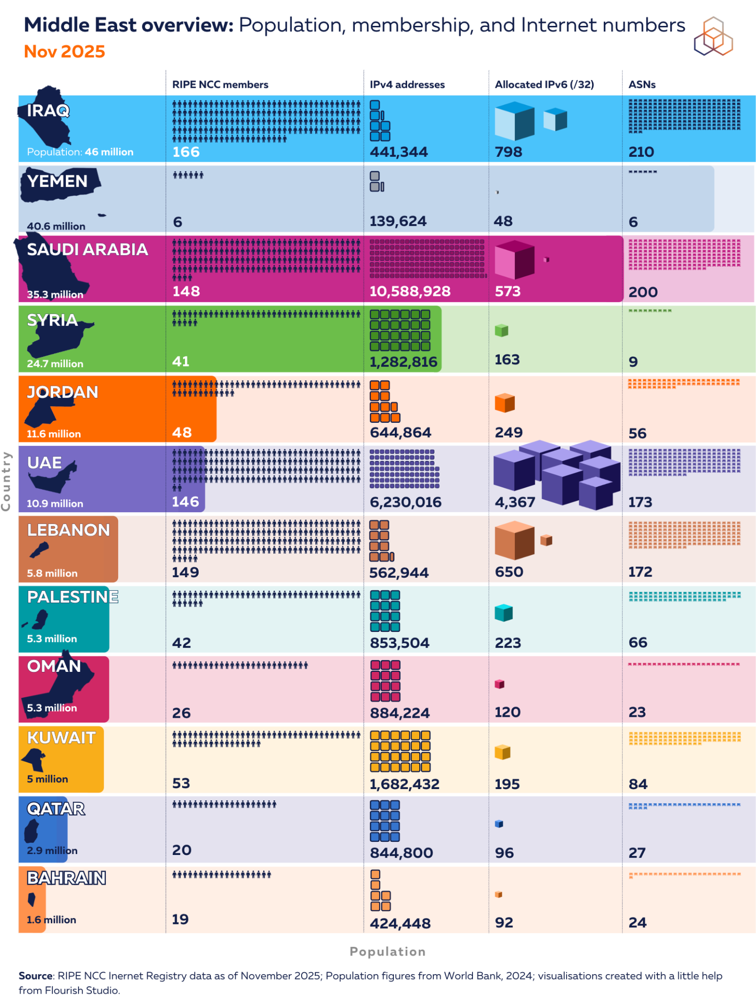 Middle East overview: Population, membership, and Internet numbers
Nov 2025
RIPE NCC members
IPv4 addresses
Allocated IPv6 (/32)
ASNs
IRAQ
Population: 46 million
166
441,344
798
210
YEMEN
40.6 million
6
139,624
48
6
SAUDI ARABIA
35.3 million
148
10,588,928
573
200
SYRIA
24.7 million
41
1,282,816
163
9
JORDAN
11.6 million
48
644,864
249
56
UAE
10.9 million
146
6,230,016
4,367
173
LEBANON
5.8 million
149
562,944
650
172
PALESTINE
5.3 million
42
853,504
223
66
OMAN
5.3 million
26
884,224
120
23
KUWAIT
5 million
53
1,682,432
195
84
QATAR
2.9 million
20
844,800
96
27
BAHRAIN
1.6 million
19
424,448
92
24
Country
Population
Source: RIPE NCC Inernet Registry data as of November 2025; Population figures from World Bank, 2024; visualisations created with a little help
from Flourish Studio.